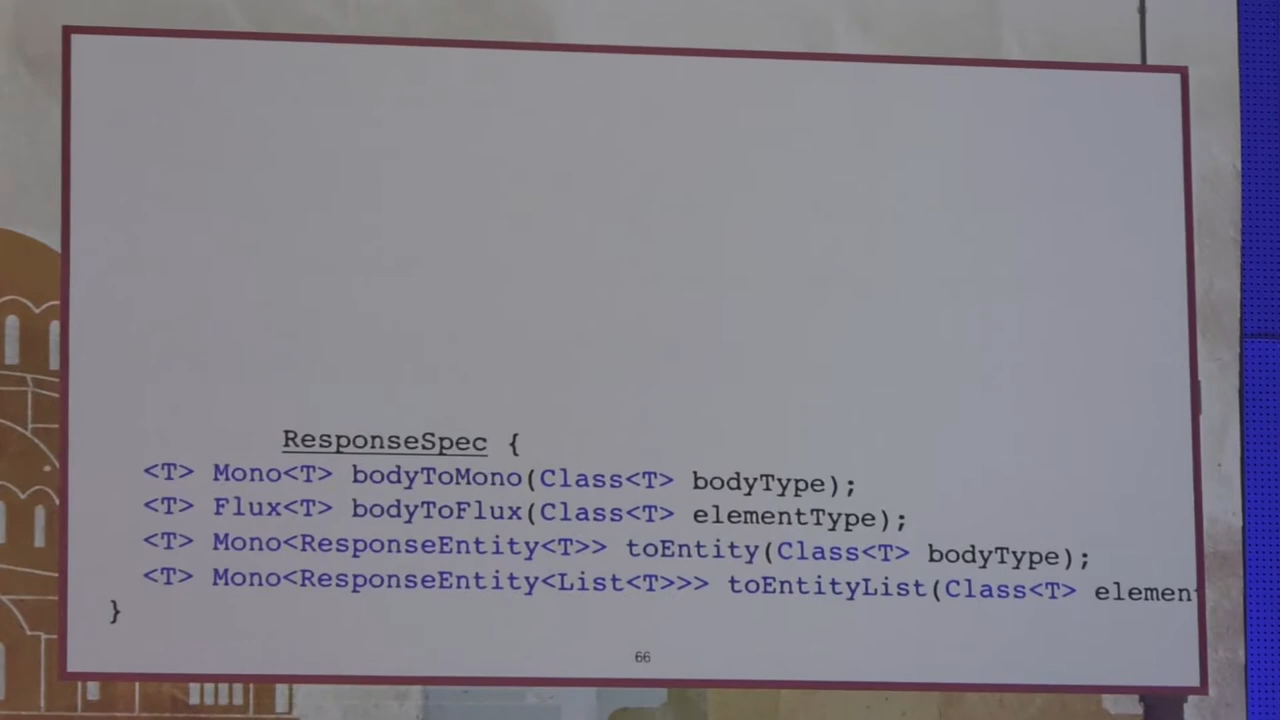 ResponseSpec {
<T> Mono<T> bodyToMono(Class<T> bodyType);
<T> Flux<T> bodyToFlux(Class<T> elementType);
<T> Mono<ResponseEntity<T>> toEntity(Class<T> bodyType);
<T> Mono<ResponseEntity<List<T>>> toEntityList(Class<T> elemen
}
66